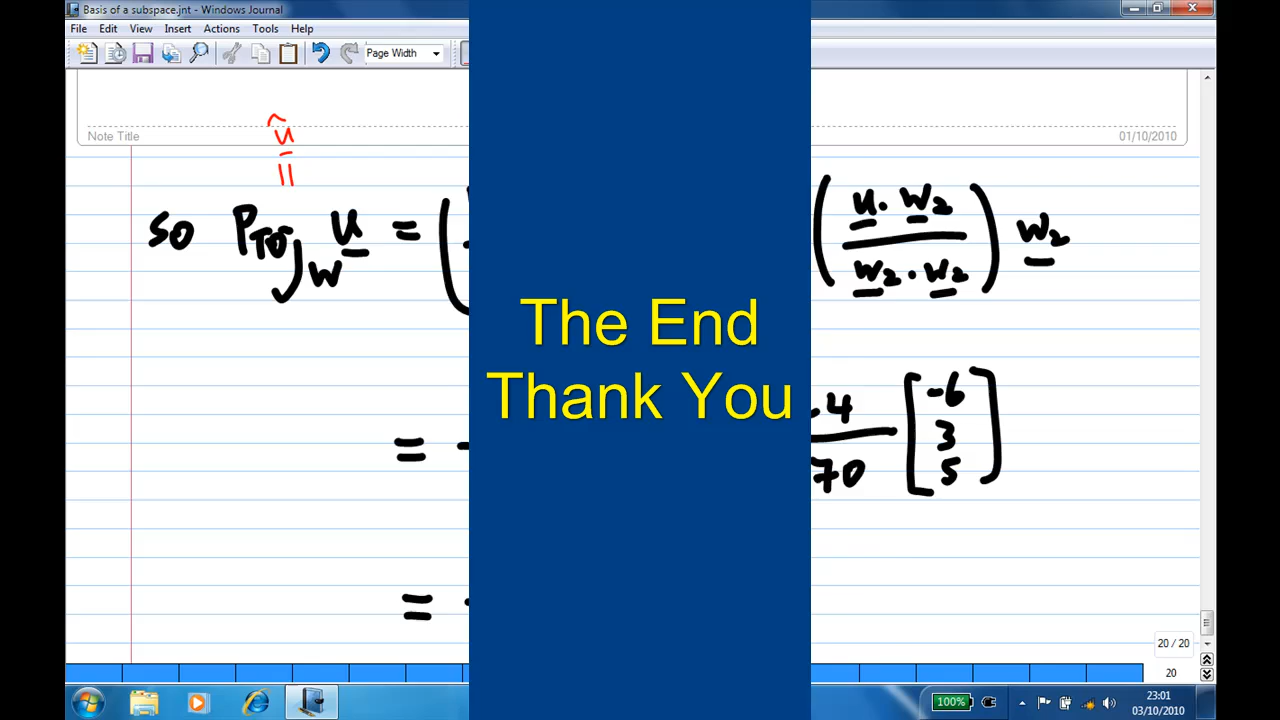 Basis of a subspace.jnt - Windows Journal
File Edit View Insert Actions Tools Help
Page Width
Note Title
01/10/2010
û
||
so Proj_W u = ( ( u · w₂ / w₂ · w₂ ) w₂
The End
Thank You
= 4 / 70 [ -6
3
5 ]
=
20 / 20
20
100%
23:01
03/10/2010